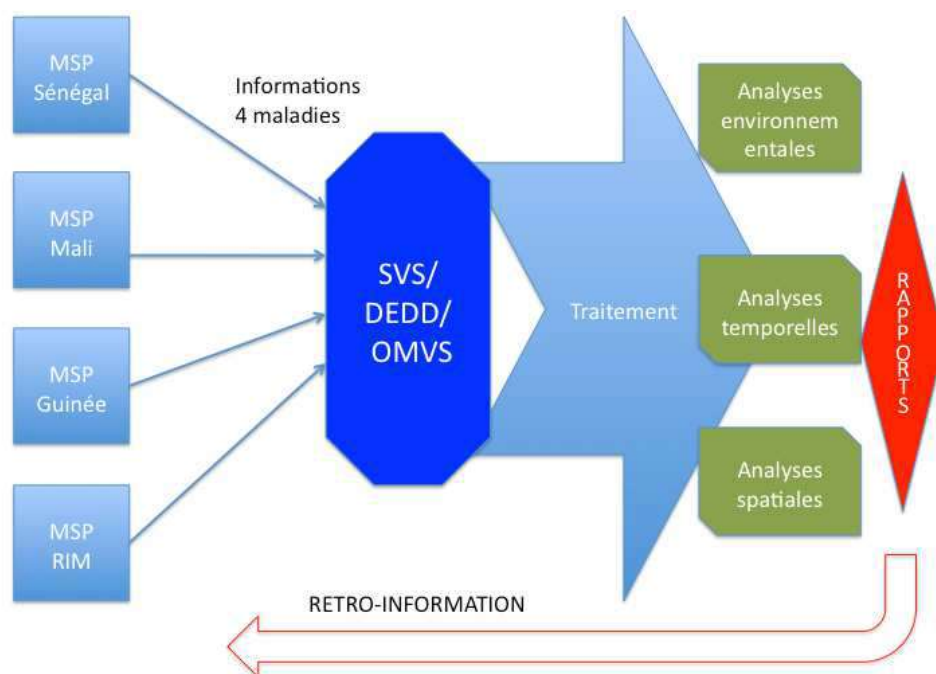 MSP
Sénégal
Informations
4 maladies
MSP
Mali
MSP
Guinée
MSP
RIM
SVS/
DEDD/
OMVS
Traitement
Analyses
environnem
entales
Analyses
temporelles
Analyses
spatiales
RAPPORTS
RETRO-INFORMATION